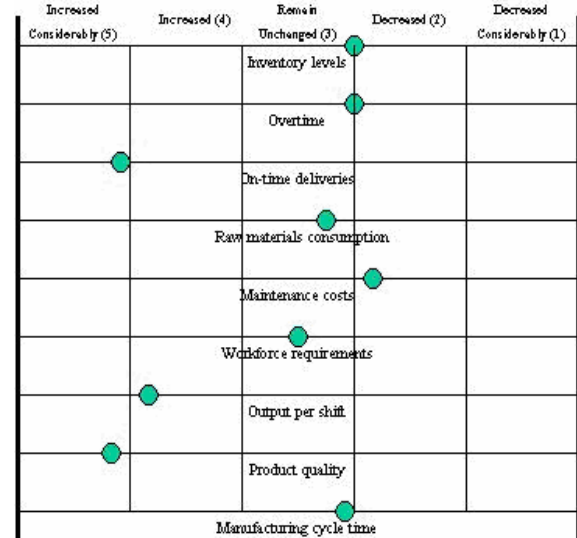 Increased Considerably (5)
Increased (4)
Remain Unchanged (3)
Decreased (2)
Decreased Considerably (1)
Inventory levels
Overtime
On-time deliveries
Raw materials consumption
Maintenance costs
Workforce requirements
Output per shift
Product quality
Manufacturing cycle time